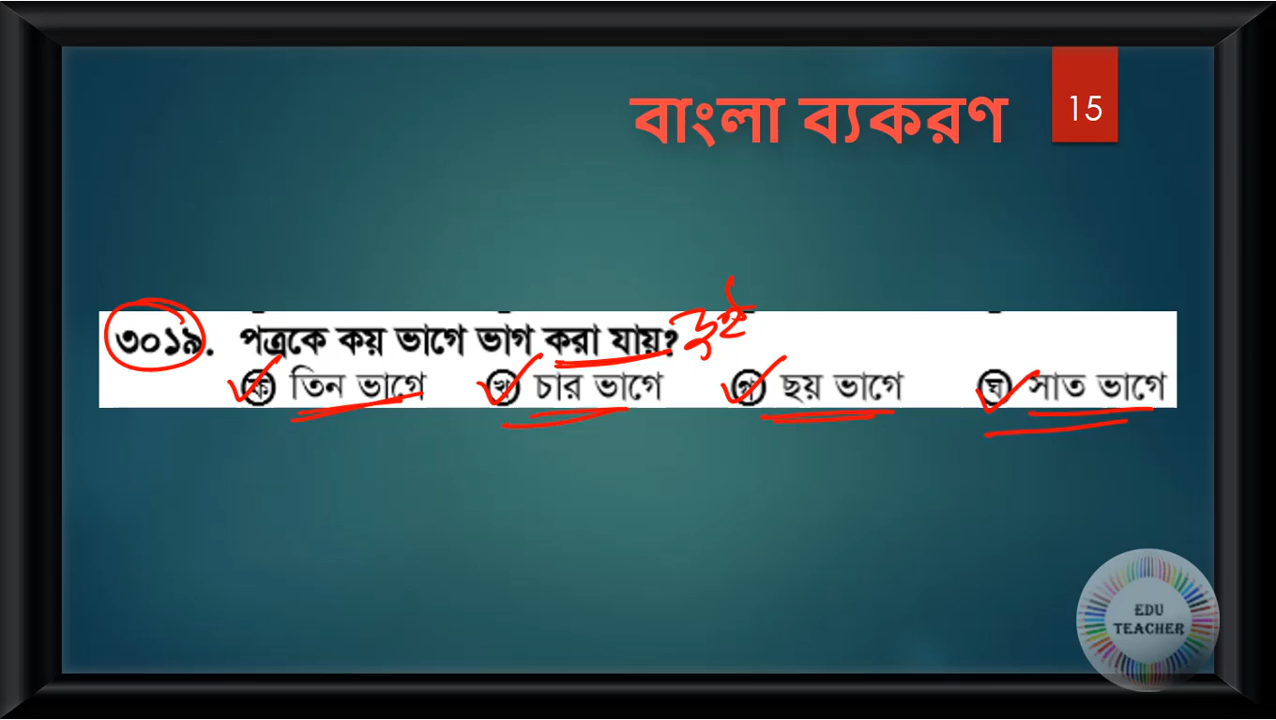 বাংলা ব্যকরণ
15
৩০১৯. পত্রকে কয় ভাগে ভাগ করা যায়? দুই
ক তিন ভাগে খ চার ভাগে গ ছয় ভাগে ঘ সাত ভাগে
EDU
TEACHER